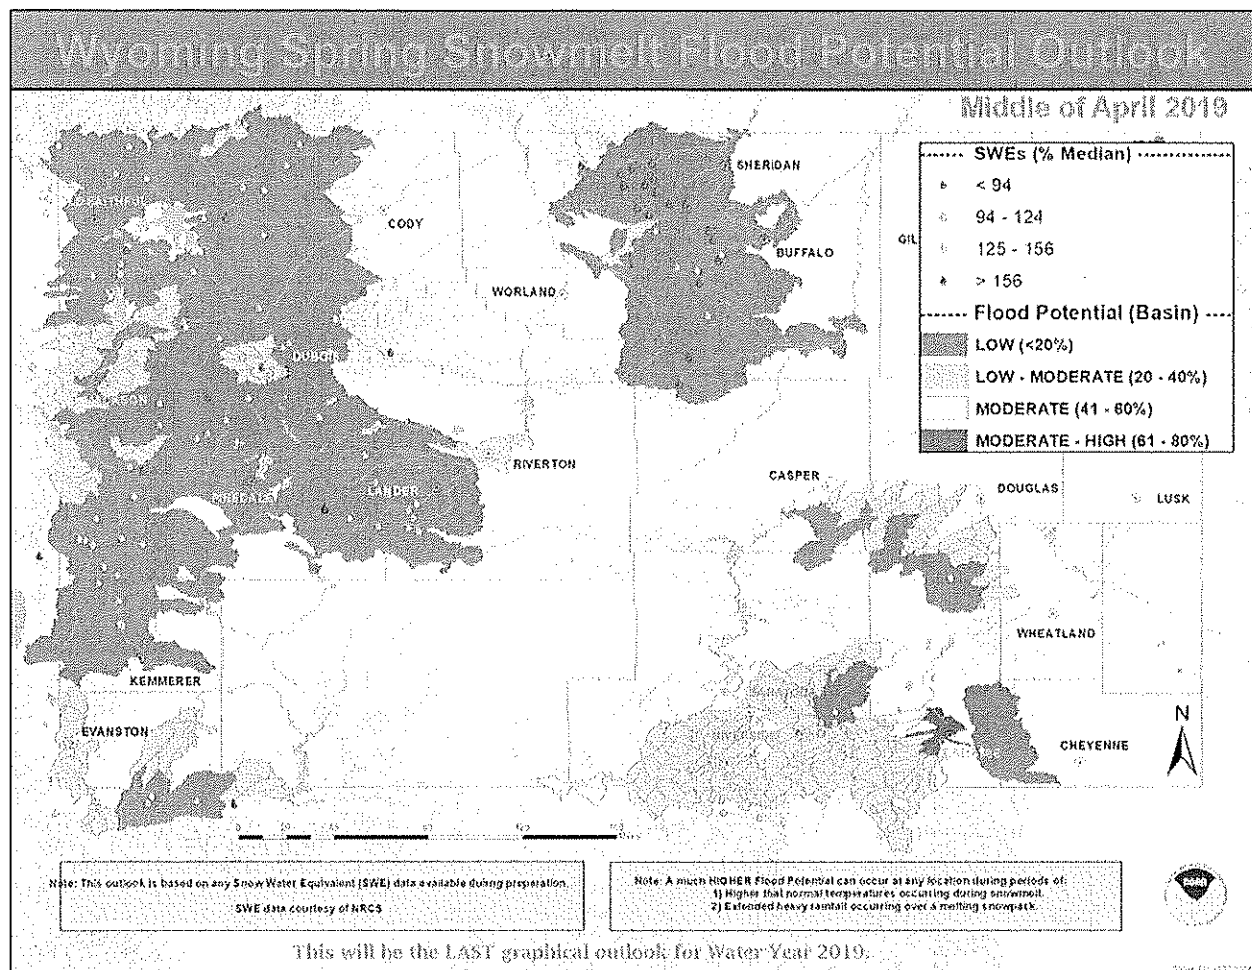 Wyoming Spring Snowmelt Flood Potential Outlook
Middle of April 2019
SWEs (% Median)
< 94
94 - 124
125 - 156
> 156
Flood Potential (Basin)
LOW (<20%)
LOW - MODERATE (20 - 40%)
MODERATE (41 - 60%)
MODERATE - HIGH (61 - 80%)
SHERIDAN
CODY
GIL
BUFFALO
WORLAND
DUBOIS
RIVERTON
LANDER
CASPER
DOUGLAS
LUSK
WHEATLAND
KEMMERER
EVANSTON
CHEYENNE
N
Note: This outlook is based on any Snow Water Equivalent (SWE) data available during preparation.
SWE data courtesy of NRCS
Note: A much HIGHER Flood Potential can occur at any location during periods of:
1) Higher that normal temperatures occurring during snowmelt.
2) Extended heavy rainfall occurring over a melting snowpack.
This will be the LAST graphical outlook for Water Year 2019.